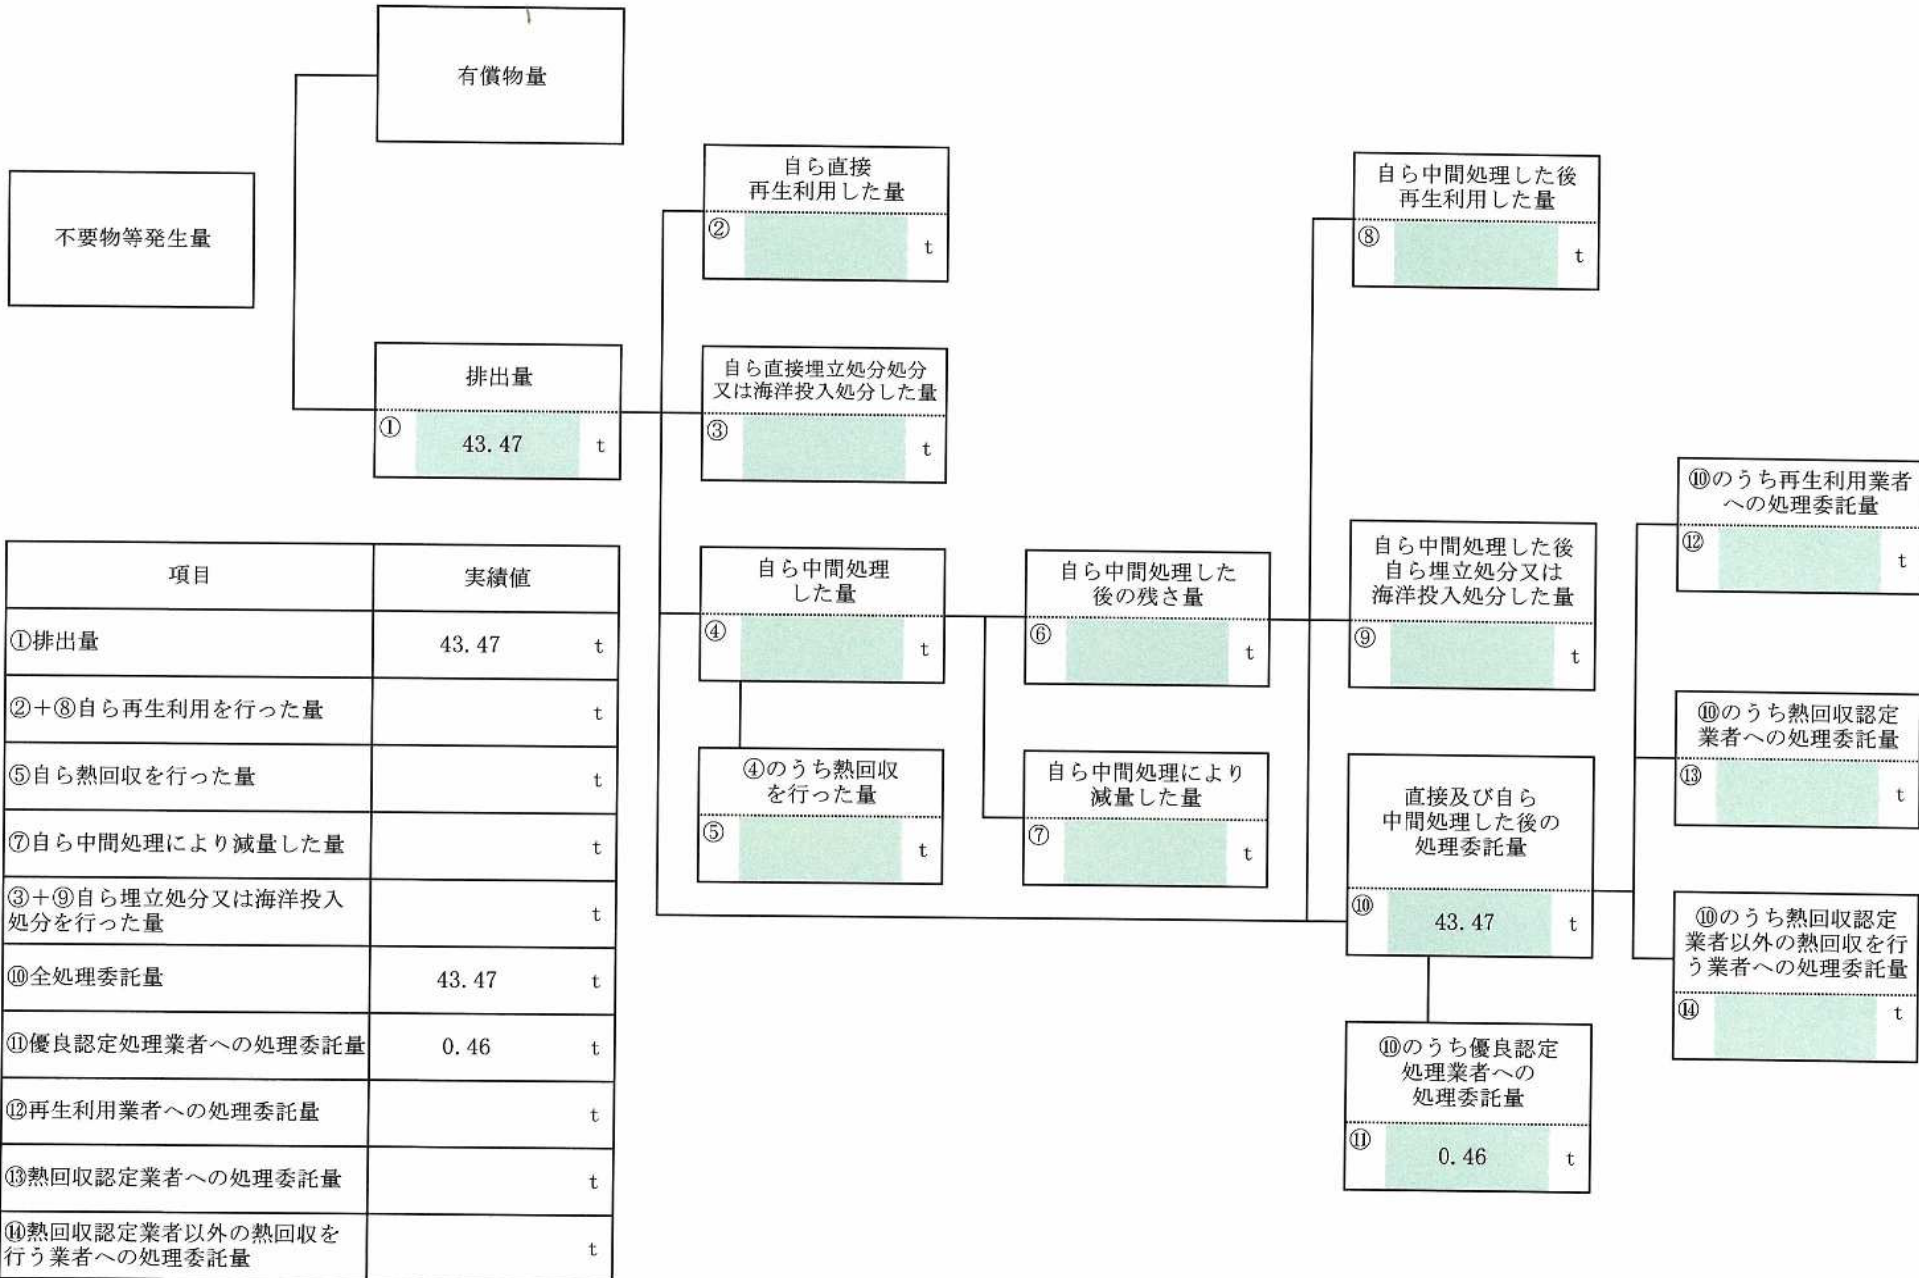 有償物量
不要物等発生量
排出量
① 43.47 t
自ら直接
再生利用した量
② t
自ら直接埋立処分処分
又は海洋投入処分した量
③ t
自ら中間処理
した量
④ t
④のうち熱回収
を行った量
⑤ t
自ら中間処理した
後の残さ量
⑥ t
自ら中間処理により
減量した量
⑦ t
自ら中間処理した後
再生利用した量
⑧ t
自ら中間処理した後
自ら埋立処分又は
海洋投入処分した量
⑨ t
直接及び自ら
中間処理した後の
処理委託量
⑩ 43.47 t
⑩のうち優良認定
処理業者への
処理委託量
⑪ 0.46 t
⑩のうち再生利用業者
への処理委託量
⑫ t
⑩のうち熱回収認定
業者への処理委託量
⑬ t
⑩のうち熱回収認定
業者以外の熱回収を行
う業者への処理委託量
⑭ t
項目 実績値
①排出量 43.47 t
②+⑧自ら再生利用を行った量 t
⑤自ら熱回収を行った量 t
⑦自ら中間処理により減量した量 t
③+⑨自ら埋立処分又は海洋投入
処分を行った量 t
⑩全処理委託量 43.47 t
⑪優良認定処理業者への処理委託量 0.46 t
⑫再生利用業者への処理委託量 t
⑬熱回収認定業者への処理委託量 t
⑭熱回収認定業者以外の熱回収を
行う業者への処理委託量 t